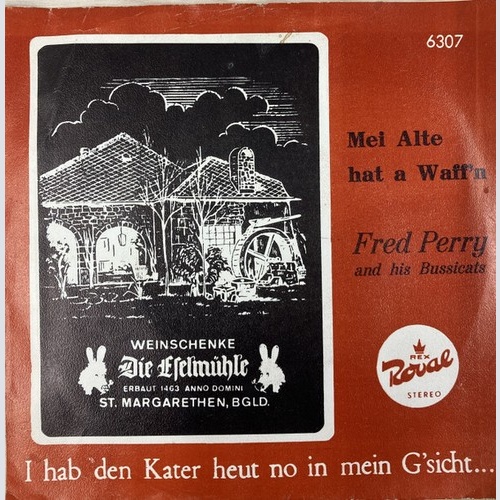 6307
Mei Alte
hat a Waff'n
Fred Perry
and his Bussicats
WEINSCHENKE
Die Eselmühle
ERBAUT 1463 ANNO DOMINI
ST. MARGARETHEN, BGLD.
REX
Royal
STEREO
I hab 'den Kater heut no in mein G'sicht...